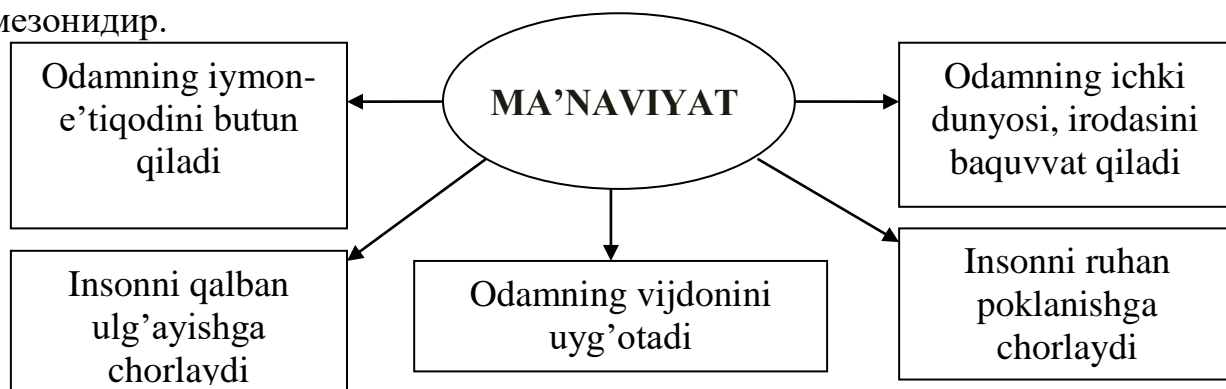 мезонидир.
Odamning iymon-
e’tiqodini butun
qiladi
MA’NAVIYAT
Odamning ichki
dunyosi, irodasini
baquvvat qiladi
Insonni qalban
ulg’ayishga
chorlaydi
Odamning vijdonini
uyg’otadi
Insonni ruhan
poklanishga
chorlaydi